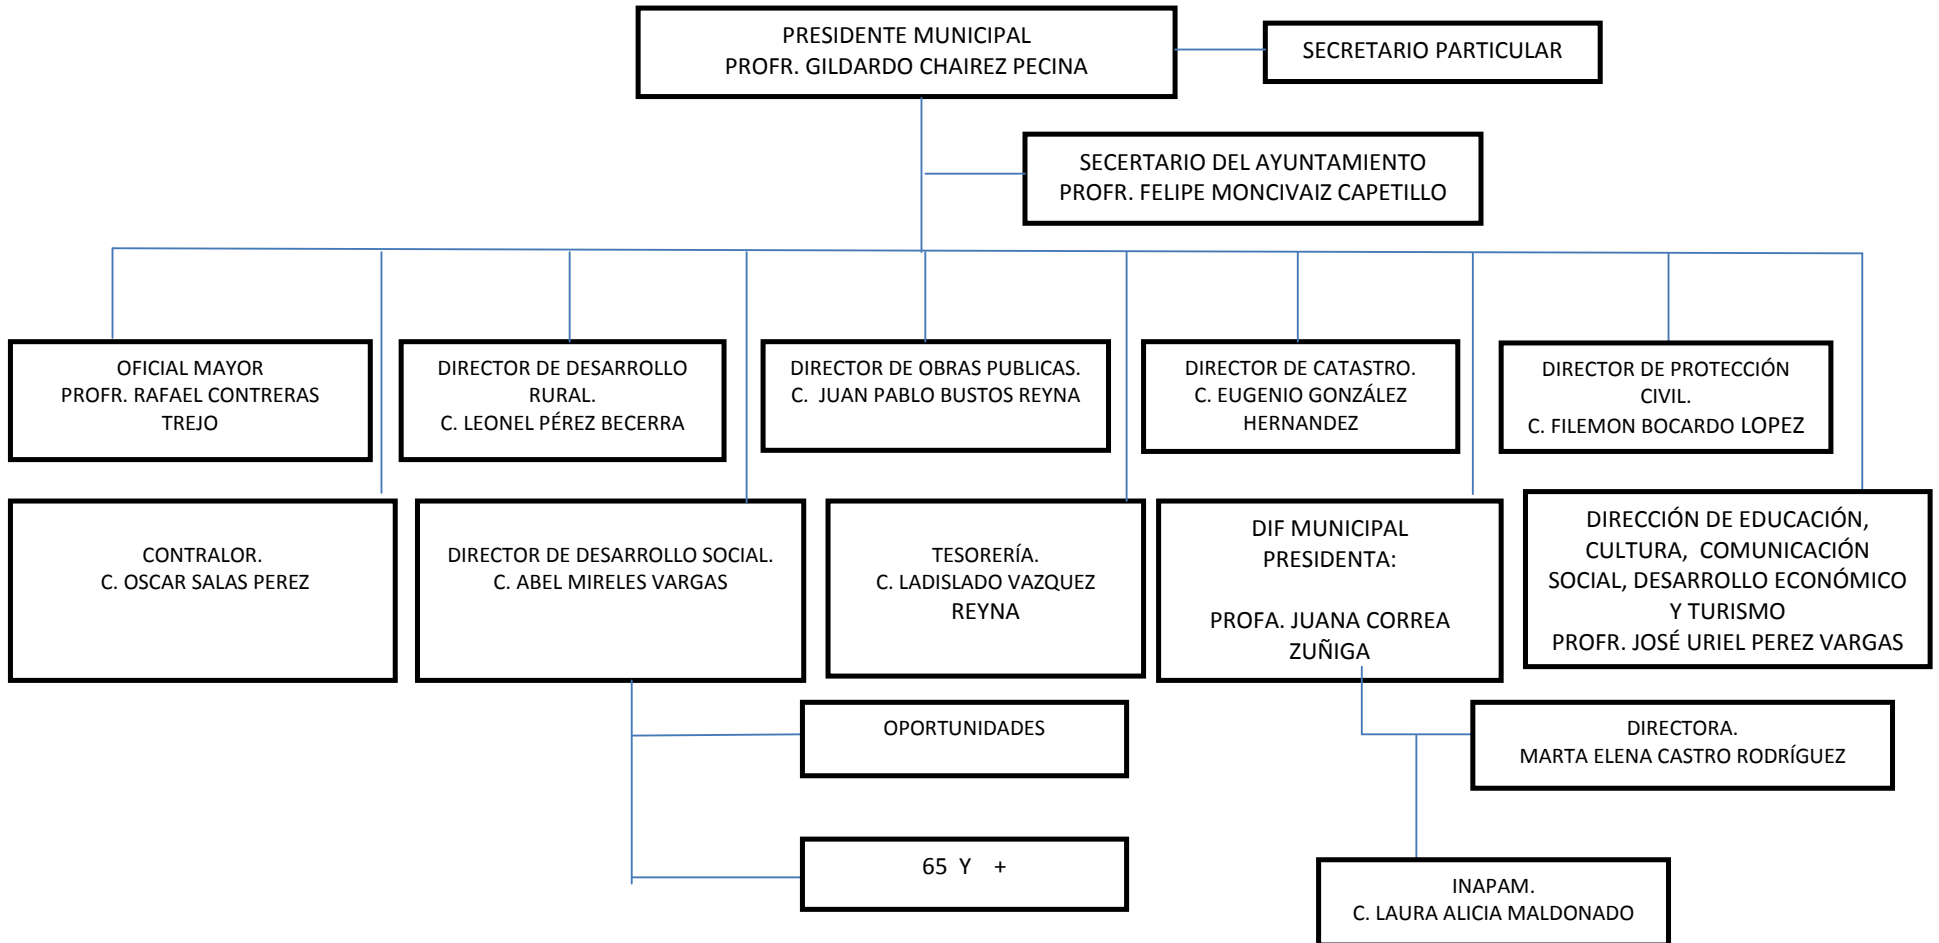 PRESIDENTE MUNICIPAL
PROFR. GILDARDO CHAIREZ PECINA
SECRETARIO PARTICULAR
SECERTARIO DEL AYUNTAMIENTO
PROFR. FELIPE MONCIVAIZ CAPETILLO
OFICIAL MAYOR
PROFR. RAFAEL CONTRERAS
TREJO
DIRECTOR DE DESARROLLO
RURAL.
C. LEONEL PÉREZ BECERRA
DIRECTOR DE OBRAS PUBLICAS.
C. JUAN PABLO BUSTOS REYNA
DIRECTOR DE CATASTRO.
C. EUGENIO GONZÁLEZ
HERNANDEZ
DIRECTOR DE PROTECCIÓN
CIVIL.
C. FILEMON BOCARDO LOPEZ
CONTRALOR.
C. OSCAR SALAS PEREZ
DIRECTOR DE DESARROLLO SOCIAL.
C. ABEL MIRELES VARGAS
TESORERÍA.
C. LADISLADO VAZQUEZ
REYNA
DIF MUNICIPAL
PRESIDENTA:
PROFA. JUANA CORREA
ZUÑIGA
DIRECCIÓN DE EDUCACIÓN,
CULTURA, COMUNICACIÓN
SOCIAL, DESARROLLO ECONÓMICO
Y TURISMO
PROFR. JOSÉ URIEL PEREZ VARGAS
OPORTUNIDADES
65 Y +
DIRECTORA.
MARTA ELENA CASTRO RODRÍGUEZ
INAPAM.
C. LAURA ALICIA MALDONADO